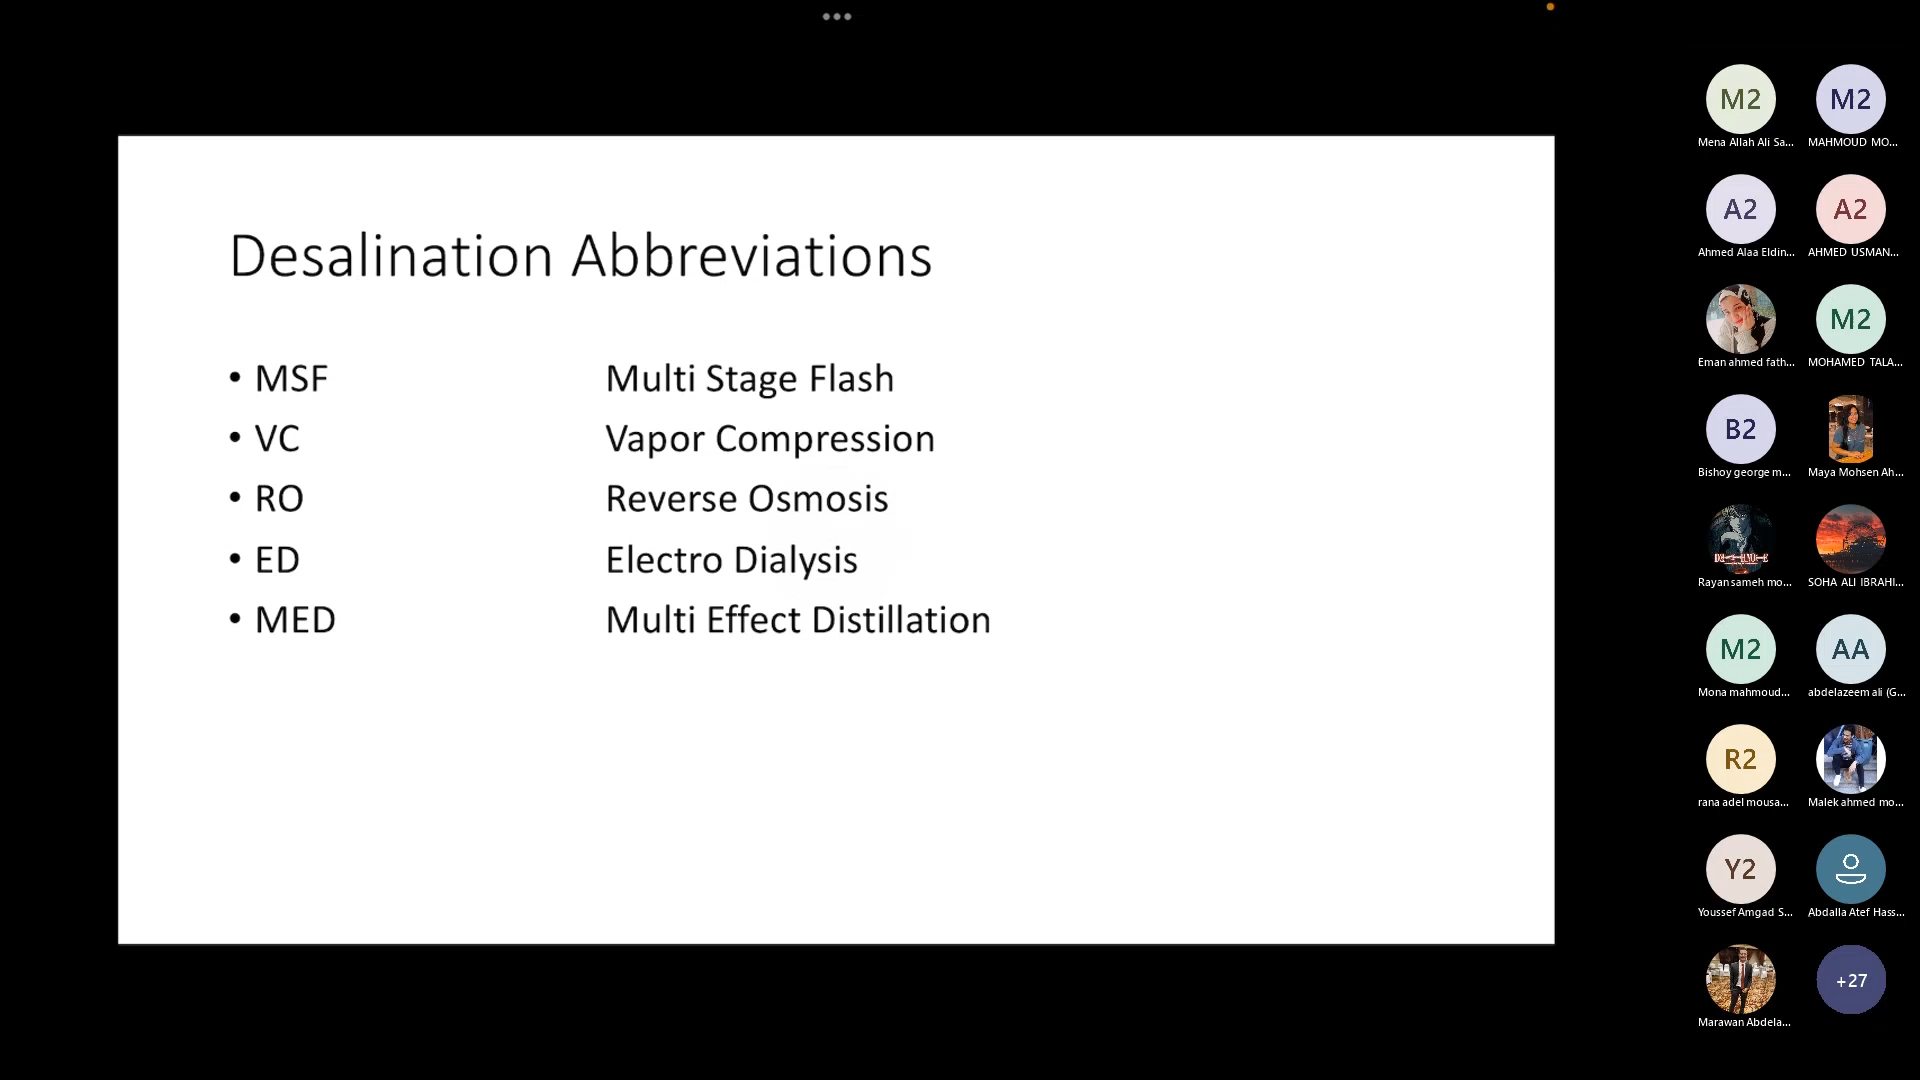 Desalination Abbreviations
• MSF Multi Stage Flash
• VC Vapor Compression
• RO Reverse Osmosis
• ED Electro Dialysis
• MED Multi Effect Distillation
M2 M2
Mena Allah Ali Sa... MAHMOUD MO...
A2 A2
Ahmed Alaa Eldin... AHMED USMAN...
M2
Eman ahmed fath... MOHAMED TALA...
B2
Bishoy george m... Maya Mohsen Ah...
Rayan sameh mo... SOHA ALI IBRAHI...
M2 AA
Mona mahmoud... abdelazeem ali (G...
R2
rana adel mousa... Malek ahmed mo...
Y2
Youssef Amgad S... Abdalla Atef Hass...
+27
Marawan Abdela...